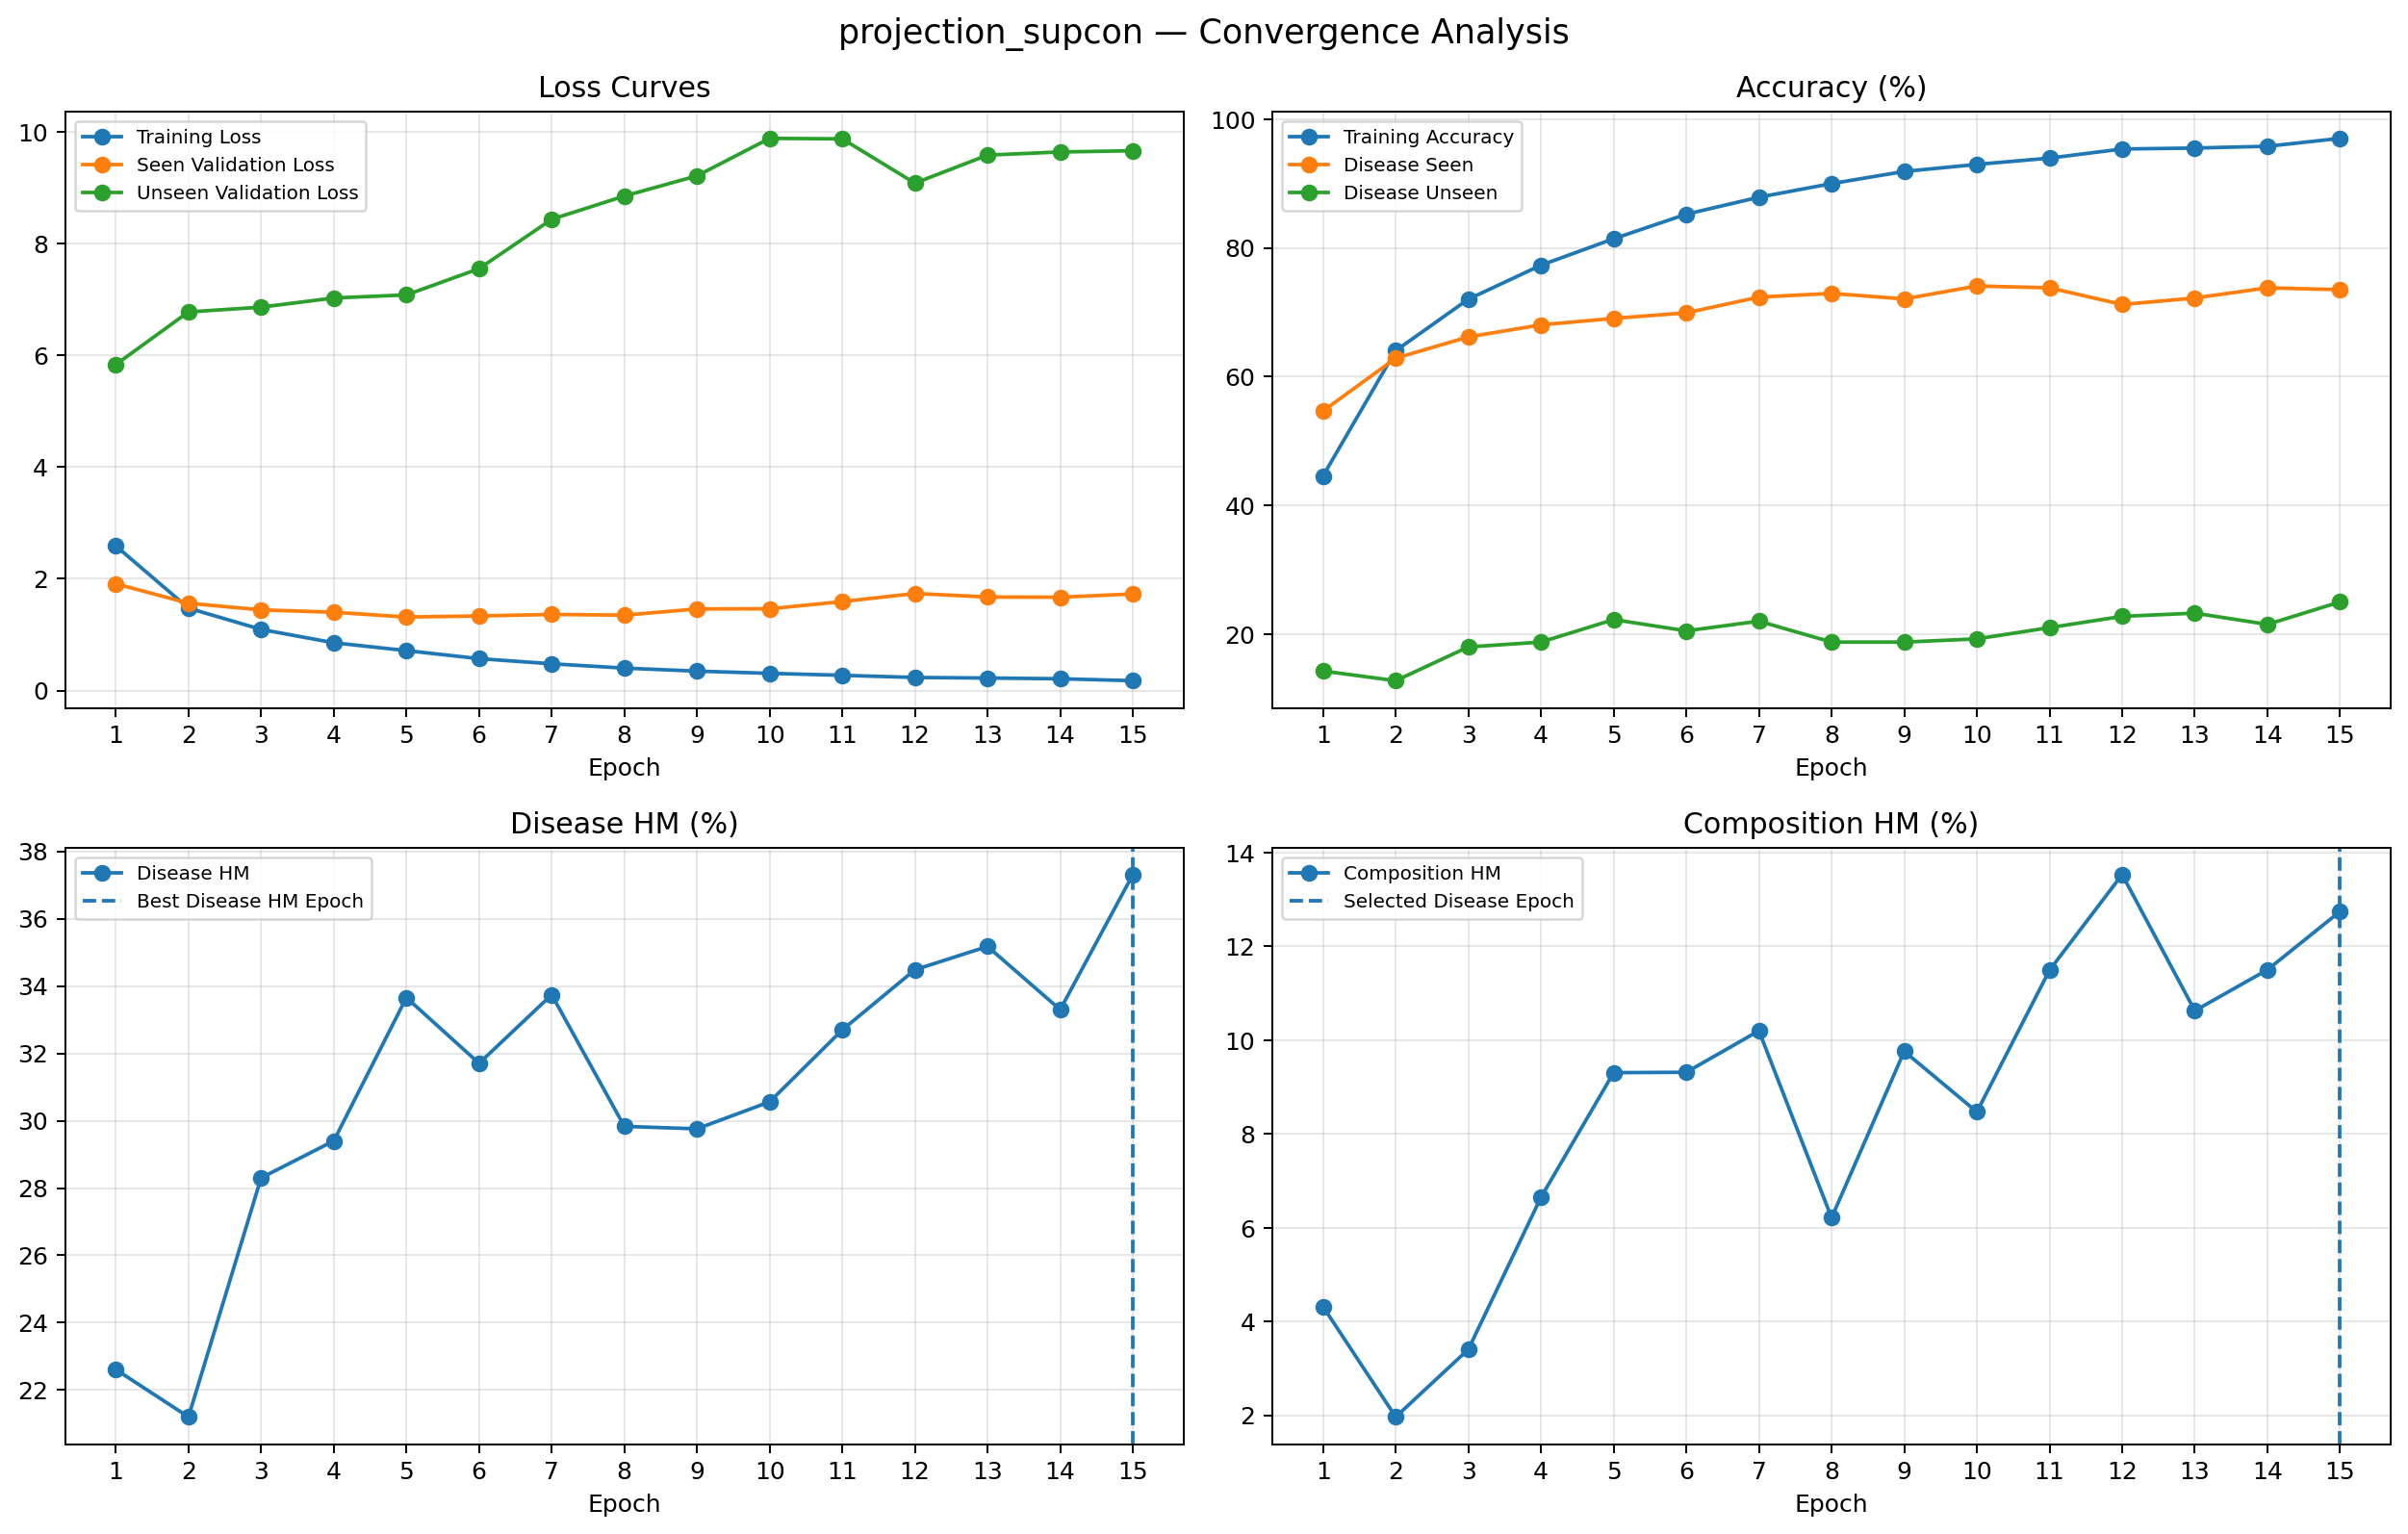 projection_supcon — Convergence Analysis
Loss Curves
Training Loss
Seen Validation Loss
Unseen Validation Loss
10
8
6
4
2
0
1 2 3 4 5 6 7 8 9 10 11 12 13 14 15
Epoch
Accuracy (%)
Training Accuracy
Disease Seen
Disease Unseen
100
80
60
40
20
1 2 3 4 5 6 7 8 9 10 11 12 13 14 15
Epoch
Disease HM (%)
Disease HM
Best Disease HM Epoch
38
36
34
32
30
28
26
24
22
1 2 3 4 5 6 7 8 9 10 11 12 13 14 15
Epoch
Composition HM (%)
Composition HM
Selected Disease Epoch
14
12
10
8
6
4
2
1 2 3 4 5 6 7 8 9 10 11 12 13 14 15
Epoch